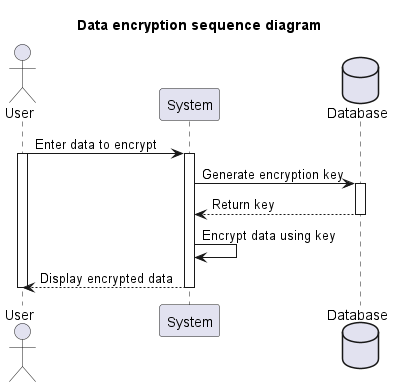 Data encryption sequence diagram
User
System
Database
Enter data to encrypt
Generate encryption key
Return key
Encrypt data using key
Display encrypted data
User
System
Database